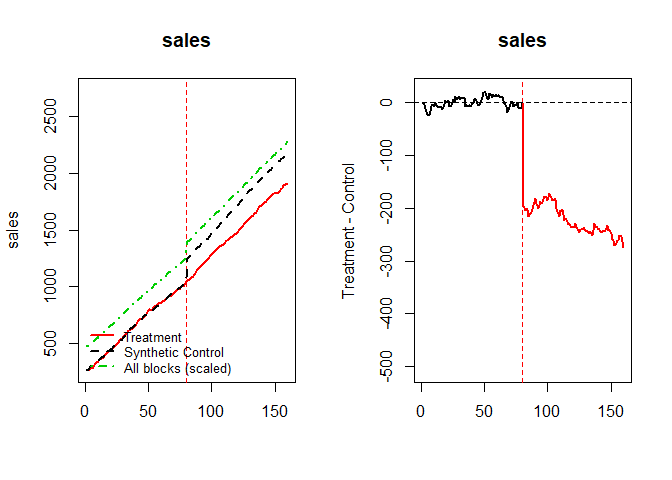 sales
sales
500 1000 1500 2000 2500
0 50 100 150
Treatment
Synthetic Control
All blocks (scaled)
sales
Treatment - Control
-500 -400 -300 -200 -100 0
0 50 100 150